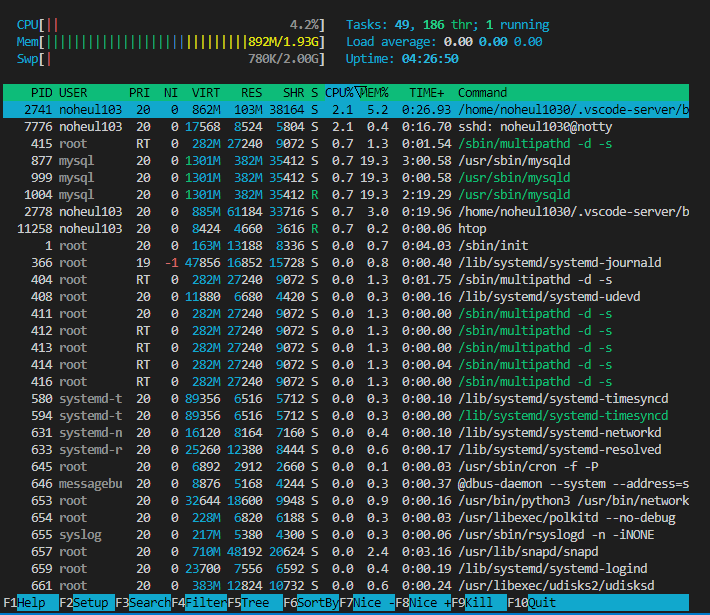 CPU[|| 4.2%] Tasks: 49, 186 thr; 1 running
Mem[|||||||||||||||||||||||||||||892M/1.93G] Load average: 0.00 0.00 0.00
Swp[| 780K/2.00G] Uptime: 04:26:50
PID USER PRI NI VIRT RES SHR S CPU%▽MEM% TIME+ Command
2741 noheul103 20 0 862M 103M 38164 S 2.1 5.2 0:26.93 /home/noheul1030/.vscode-server/b
7776 noheul103 20 0 17568 8524 5804 S 2.1 0.4 0:16.70 sshd: noheul1030@notty
415 root RT 0 282M 27240 9072 S 0.7 1.3 0:01.54 /sbin/multipathd -d -s
877 mysql 20 0 1301M 382M 35412 S 0.7 19.3 3:00.58 /usr/sbin/mysqld
999 mysql 20 0 1301M 382M 35412 S 0.7 19.3 0:00.58 /usr/sbin/mysqld
1004 mysql 20 0 1301M 382M 35412 R 0.7 19.3 2:19.29 /usr/sbin/mysqld
2778 noheul103 20 0 885M 61184 33716 S 0.7 3.0 0:19.96 /home/noheul1030/.vscode-server/b
11258 noheul103 20 0 8424 4660 3616 R 0.7 0.2 0:00.06 htop
1 root 20 0 163M 13188 8336 S 0.0 0.7 0:04.03 /sbin/init
366 root 19 -1 47856 16852 15728 S 0.0 0.8 0:00.40 /lib/systemd/systemd-journald
404 root RT 0 282M 27240 9072 S 0.0 1.3 0:01.75 /sbin/multipathd -d -s
408 root 20 0 11880 6680 4420 S 0.0 0.3 0:00.16 /lib/systemd/systemd-udevd
411 root RT 0 282M 27240 9072 S 0.0 1.3 0:00.00 /sbin/multipathd -d -s
412 root RT 0 282M 27240 9072 S 0.0 1.3 0:00.00 /sbin/multipathd -d -s
413 root RT 0 282M 27240 9072 S 0.0 1.3 0:00.00 /sbin/multipathd -d -s
414 root RT 0 282M 27240 9072 S 0.0 1.3 0:00.04 /sbin/multipathd -d -s
416 root RT 0 282M 27240 9072 S 0.0 1.3 0:00.00 /sbin/multipathd -d -s
580 systemd-t 20 0 89356 6516 5712 S 0.0 0.3 0:00.10 /lib/systemd/systemd-timesyncd
594 systemd-t 20 0 89356 6516 5712 S 0.0 0.3 0:00.00 /lib/systemd/systemd-timesyncd
631 systemd-n 20 0 16120 8164 7160 S 0.0 0.4 0:00.10 /lib/systemd/systemd-networkd
633 systemd-r 20 0 25260 12380 8444 S 0.0 0.6 0:00.17 /lib/systemd/systemd-resolved
645 root 20 0 6892 2912 2660 S 0.0 0.1 0:00.03 /usr/sbin/cron -f -P
646 messagebu 20 0 8876 5168 4244 S 0.0 0.3 0:00.37 @dbus-daemon --system --address=s
653 root 20 0 32644 18600 9948 S 0.0 0.9 0:00.16 /usr/bin/python3 /usr/bin/network
654 root 20 0 228M 6820 6188 S 0.0 0.3 0:00.03 /usr/libexec/polkitd --no-debug
655 syslog 20 0 217M 5380 4300 S 0.0 0.3 0:00.06 /usr/sbin/rsyslogd -n -iNONE
657 root 20 0 710M 48192 20624 S 0.0 2.4 0:03.16 /usr/lib/snapd/snapd
659 root 20 0 23700 7556 6592 S 0.0 0.4 0:00.19 /lib/systemd/systemd-logind
661 root 20 0 383M 12824 10732 S 0.0 0.6 0:00.24 /usr/libexec/udisks2/udisksd
F1Help F2Setup F3SearchF4FilterF5Tree F6SortByF7Nice -F8Nice +F9Kill F10Quit